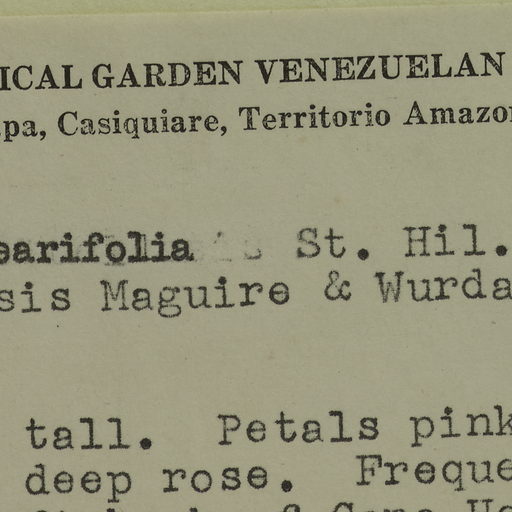 ICAL GARDEN VENEZUELAN
pa, Casiquiare, Territorio Amazo
earifolia St. Hil.
sis Maguire & Wurda
tall. Petals pink
deep rose. Freque